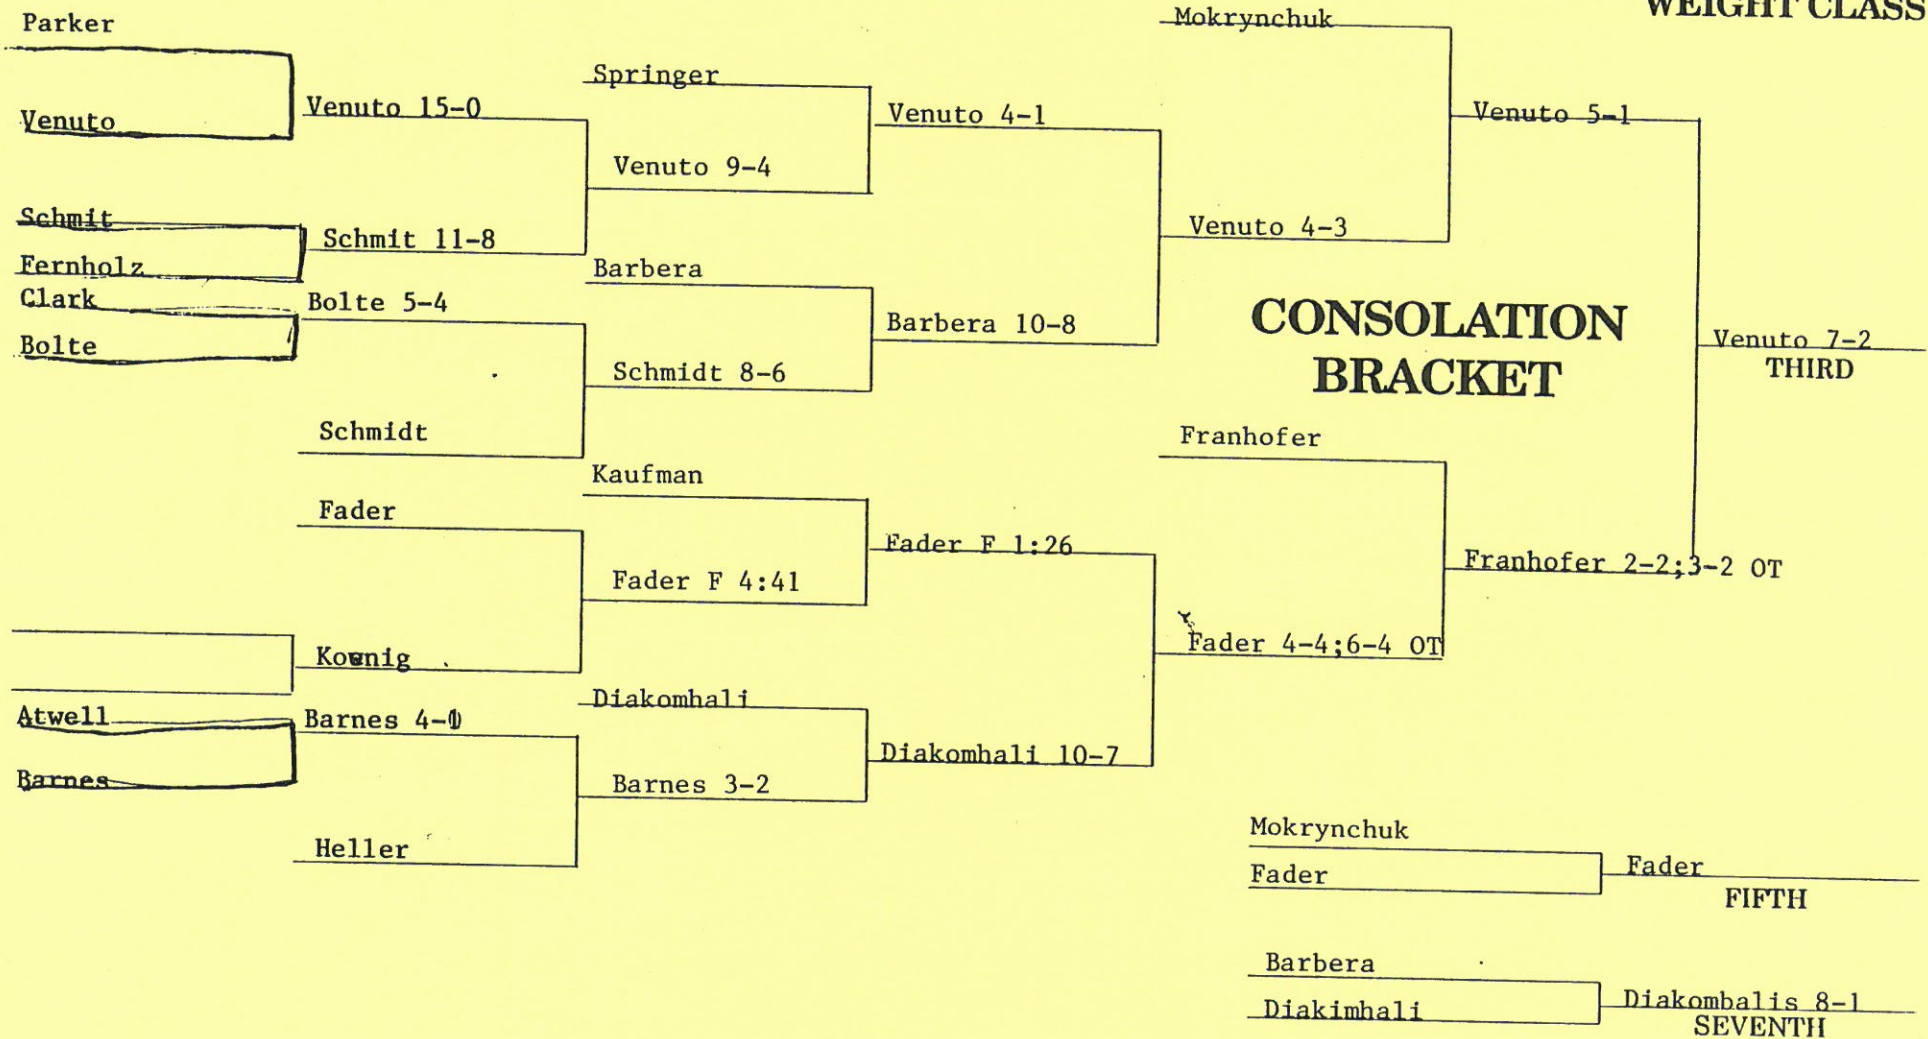 WEIGHT CLASS
Parker
Venuto
Schmit
Fernholz
Clark
Bolte
Atwell
Barnes
Venuto 15-0
Schmit 11-8
Bolte 5-4
Schmidt
Fader
Koenig
Barnes 4-0
Heller
Springer
Venuto 9-4
Barbera
Schmidt 8-6
Kaufman
Fader F 4:41
Diakomhali
Barnes 3-2
Venuto 4-1
Barbera 10-8
Fader F 1:26
Diakomhali 10-7
Mokrynchuk
Venuto 4-3
CONSOLATION
BRACKET
Franhofer
Fader 4-4;6-4 OT
Venuto 5-1
Franhofer 2-2;3-2 OT
Venuto 7-2
THIRD
Mokrynchuk
Fader
Fader
FIFTH
Barbera
Diakimhali
Diakombalis 8-1
SEVENTH